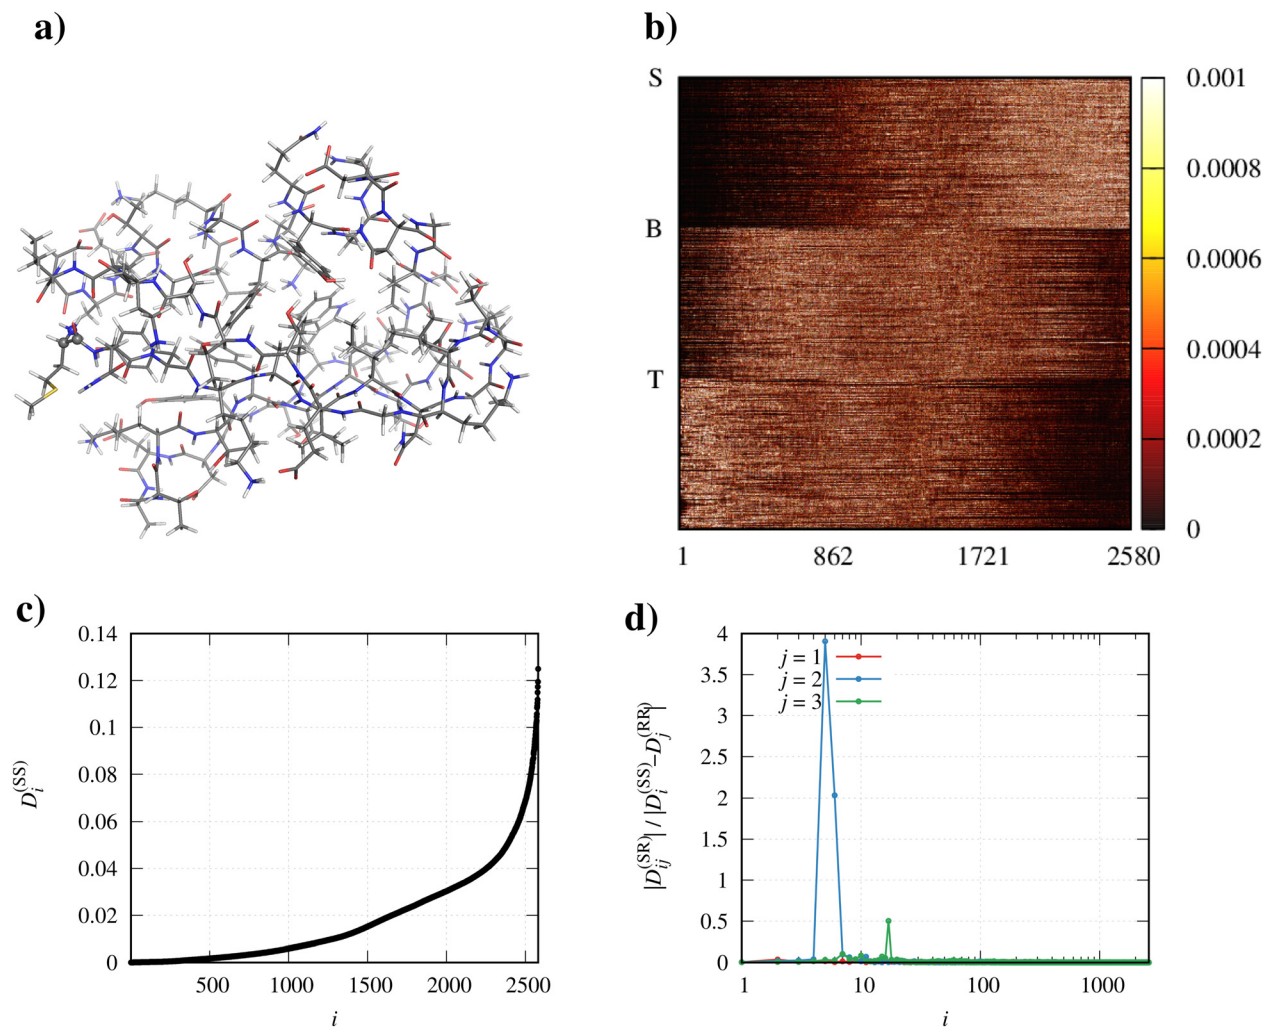 a)
b)
S
B
T
0.001
0.0008
0.0006
0.0004
0.0002
0
1 862 1721 2580
c)
0.14
0.12
0.1
0.08
0.06
0.04
0.02
0
D_i^(SS)
500 1000 1500 2000 2500
i
d)
4
3.5
3
2.5
2
1.5
1
0.5
0
|D_ij^(SR)| / |D_i^(SS)–D_j^(RR)|
j = 1
j = 2
j = 3
1 10 100 1000
i